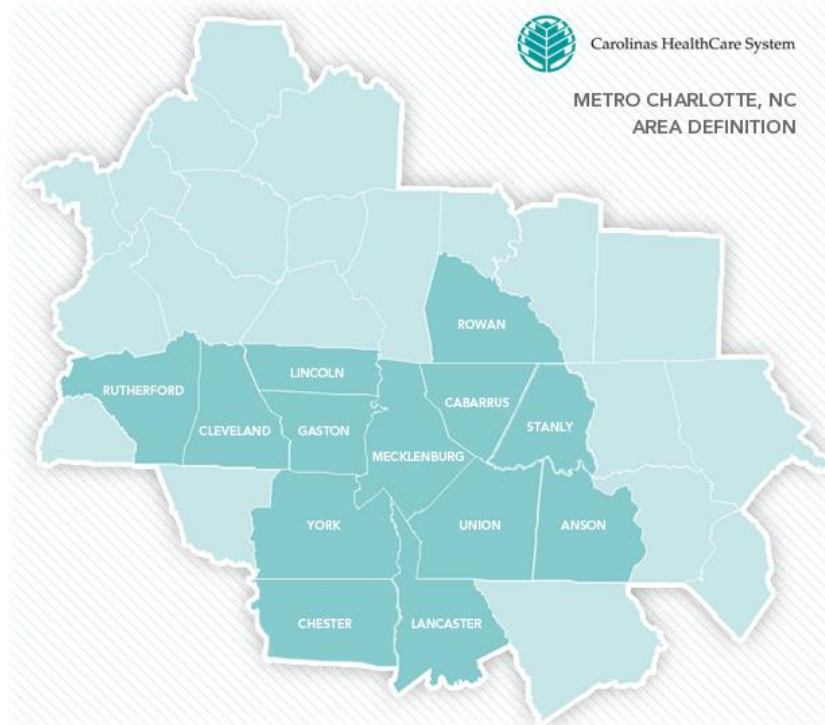 Carolinas HealthCare System
METRO CHARLOTTE, NC
AREA DEFINITION
ROWAN
LINCOLN
RUTHERFORD
CABARRUS
CLEVELAND
GASTON
STANLY
MECKLENBURG
YORK
UNION
ANSON
CHESTER
LANCASTER